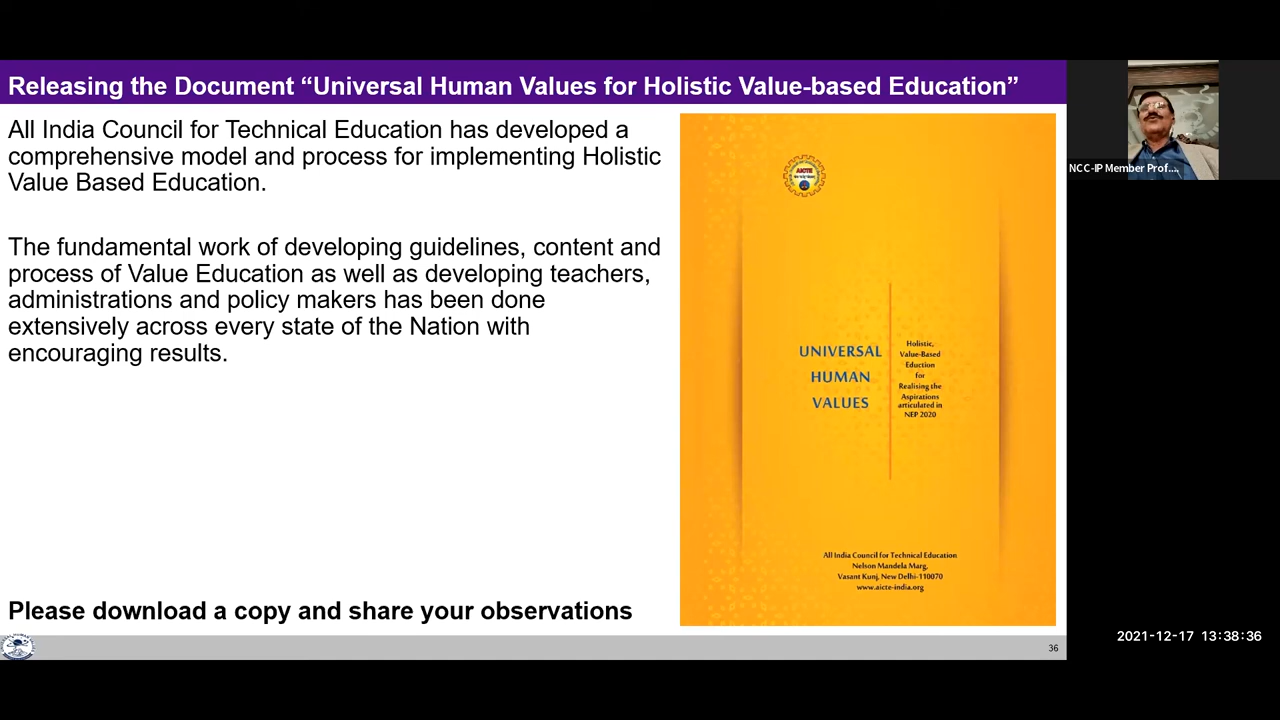 Releasing the Document “Universal Human Values for Holistic Value-based Education”
All India Council for Technical Education has developed a
comprehensive model and process for implementing Holistic
Value Based Education.
The fundamental work of developing guidelines, content and
process of Value Education as well as developing teachers,
administrations and policy makers has been done
extensively across every state of the Nation with
encouraging results.
Please download a copy and share your observations
AICTE
UNIVERSAL
HUMAN
VALUES
Holistic,
Value-Based
Eduction
for
Realising the
Aspirations
articulated in
NEP 2020
All India Council for Technical Education
Nelson Mandela Marg,
Vasant Kunj, New Delhi-110070
www.aicte-india.org
36
NCC-IP Member Prof....
2021-12-17 13:38:36